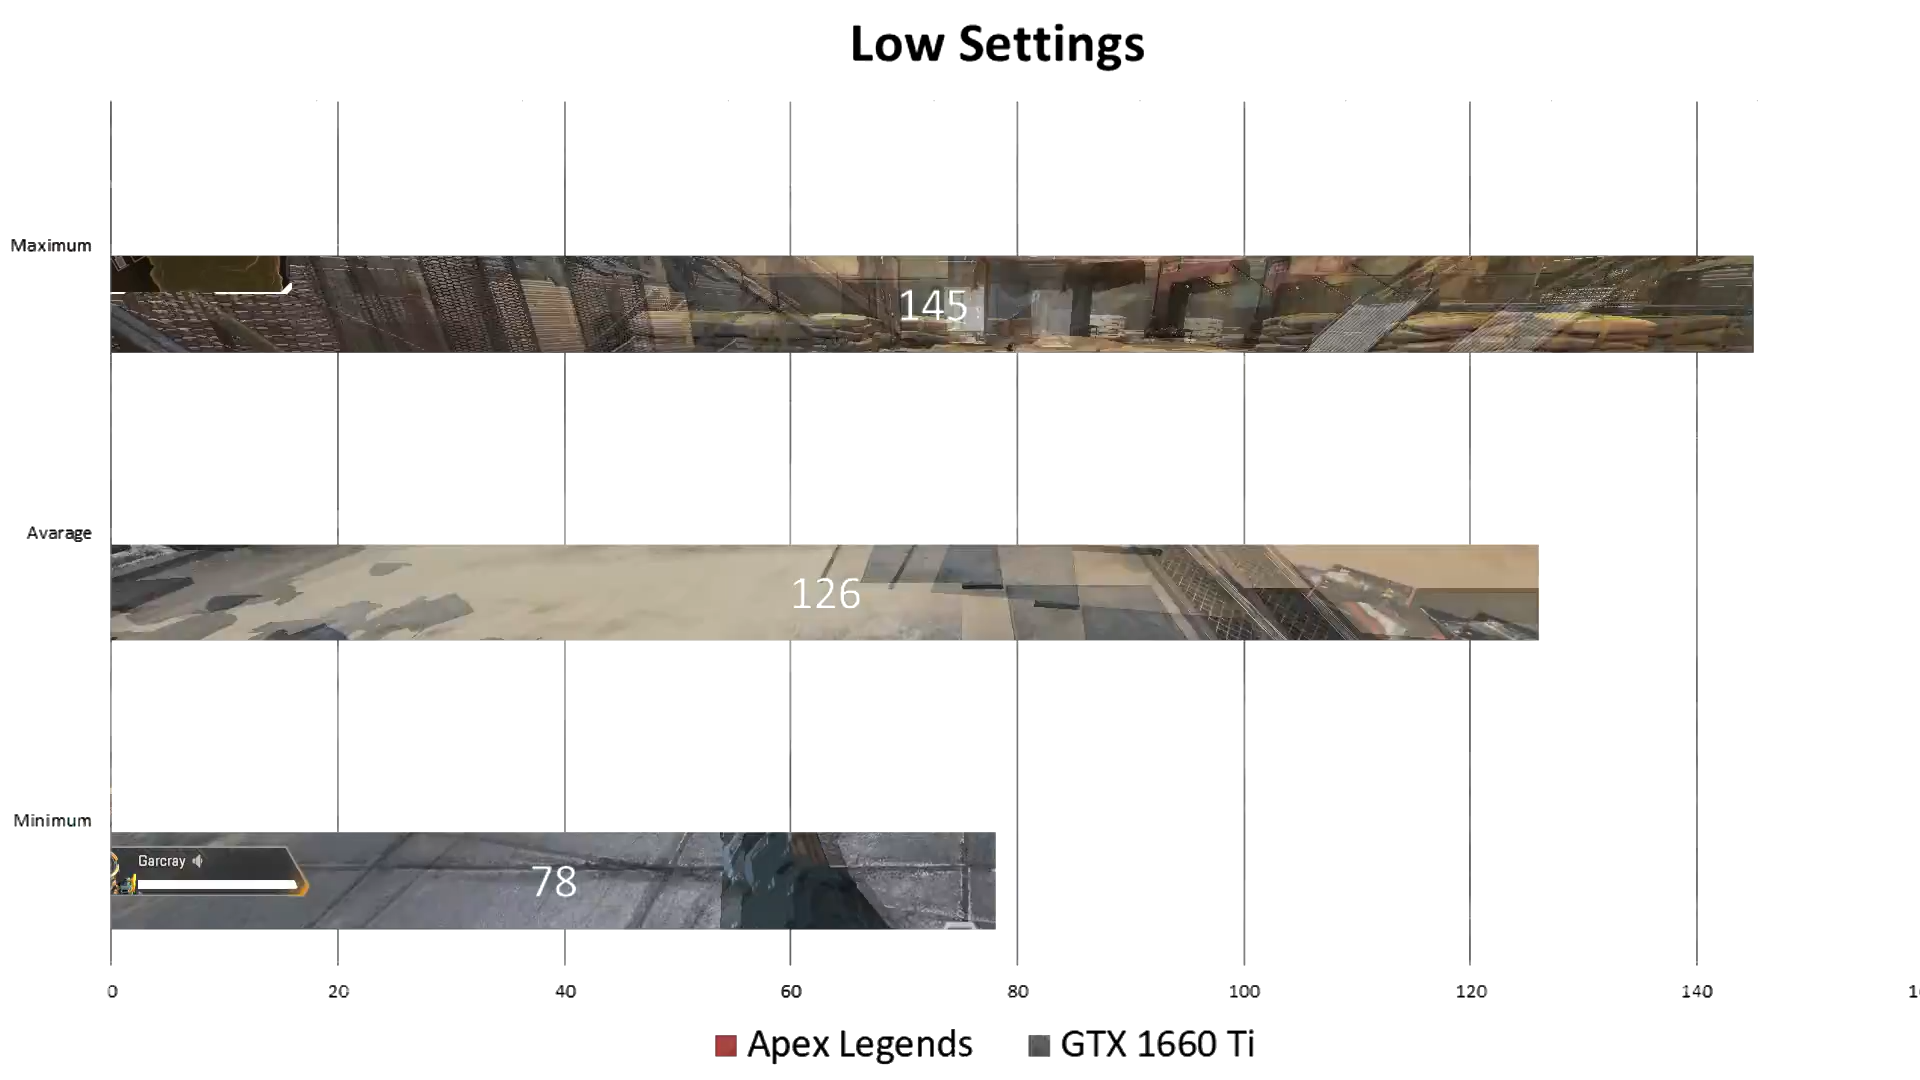 Low Settings
Maximum
145
Avarage
126
Minimum
Garcray
78
0 20 40 60 80 100 120 140
Apex Legends GTX 1660 Ti